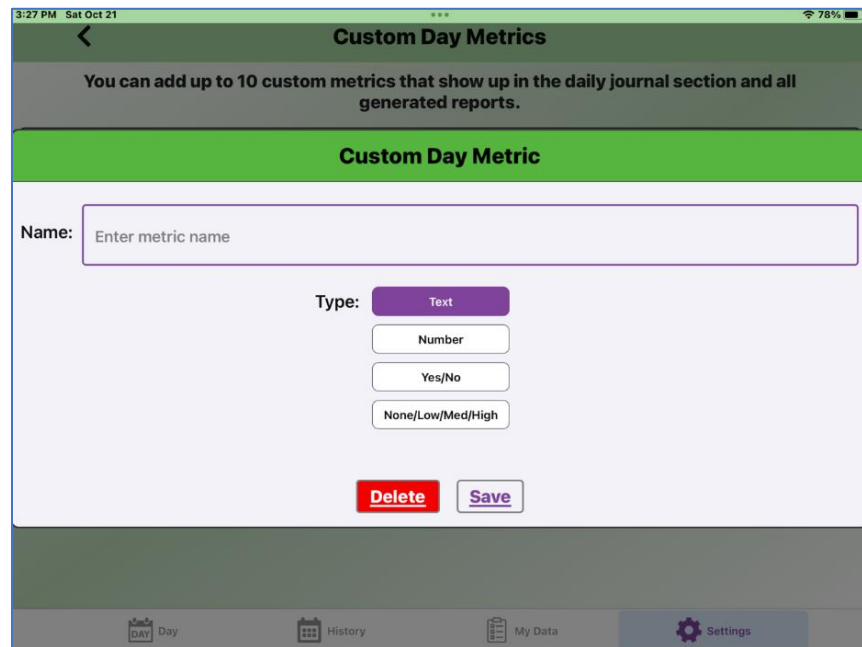 3:27 PM Sat Oct 21
78%
Custom Day Metrics
You can add up to 10 custom metrics that show up in the daily journal section and all
generated reports.
Custom Day Metric
Name:
Enter metric name
Type:
Text
Number
Yes/No
None/Low/Med/High
Delete
Save
DAY
Day
History
My Data
Settings